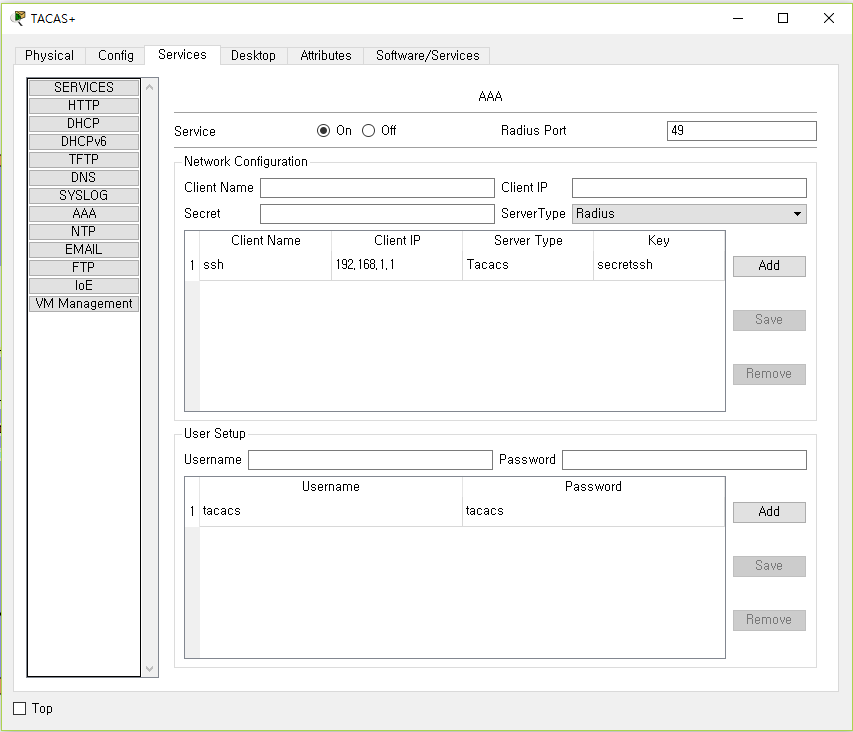 TACAS+
Physical Config Services Desktop Attributes Software/Services
SERVICES
HTTP
DHCP
DHCPv6
TFTP
DNS
SYSLOG
AAA
NTP
EMAIL
FTP
IoE
VM Management
AAA
Service On Off Radius Port 49
Network Configuration
Client Name Client IP
Secret ServerType Radius
Client Name Client IP Server Type Key
1 ssh 192,168,1,1 Tacacs secretssh
Add
Save
Remove
User Setup
Username Password
Username Password
1 tacacs tacacs
Add
Save
Remove
Top